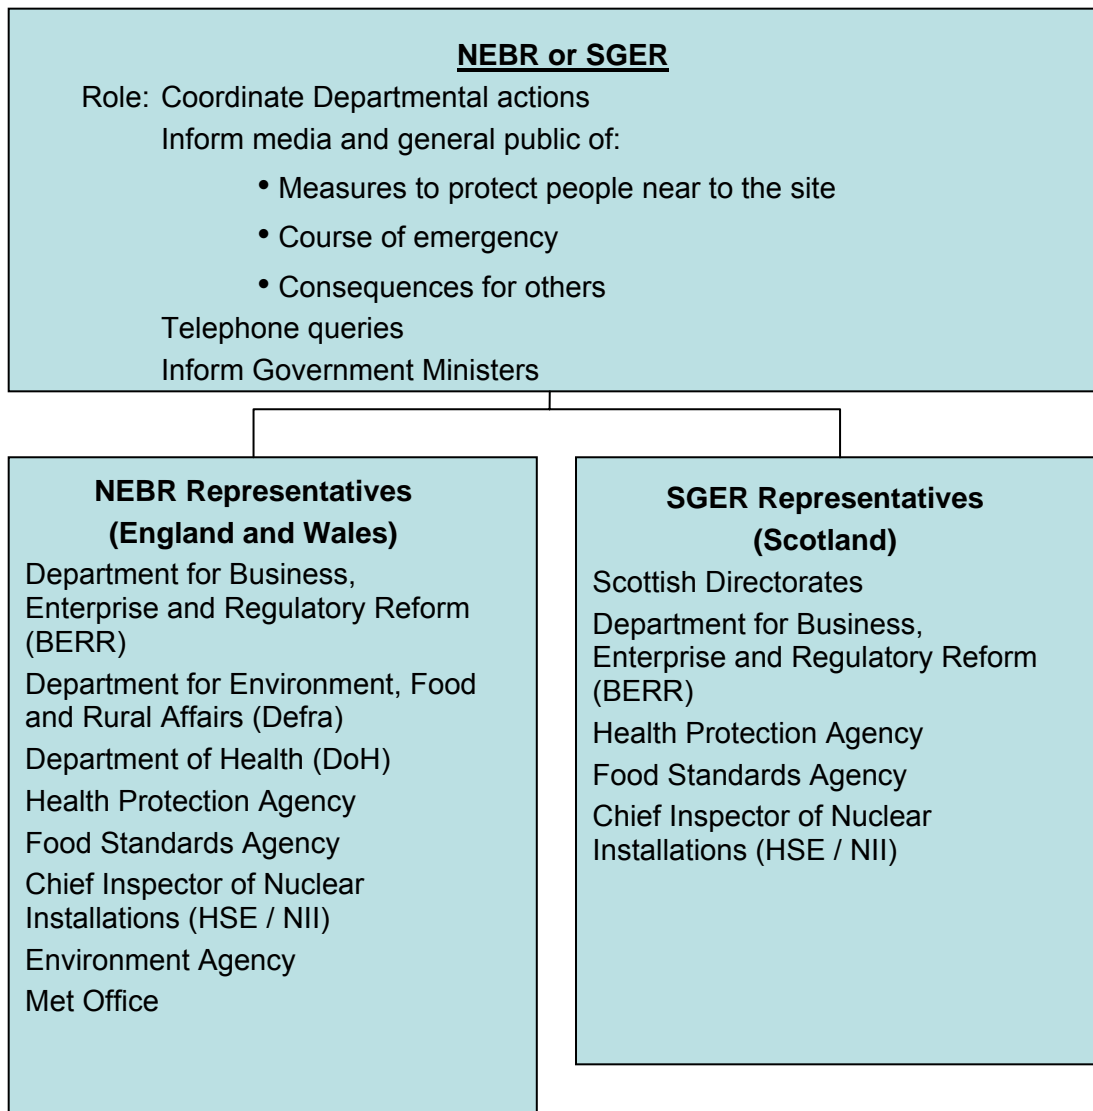 NEBR or SGER
Role: Coordinate Departmental actions
Inform media and general public of:
• Measures to protect people near to the site
• Course of emergency
• Consequences for others
Telephone queries
Inform Government Ministers
NEBR Representatives
(England and Wales)
Department for Business,
Enterprise and Regulatory Reform
(BERR)
Department for Environment, Food
and Rural Affairs (Defra)
Department of Health (DoH)
Health Protection Agency
Food Standards Agency
Chief Inspector of Nuclear
Installations (HSE / NII)
Environment Agency
Met Office
SGER Representatives
(Scotland)
Scottish Directorates
Department for Business,
Enterprise and Regulatory Reform
(BERR)
Health Protection Agency
Food Standards Agency
Chief Inspector of Nuclear
Installations (HSE / NII)